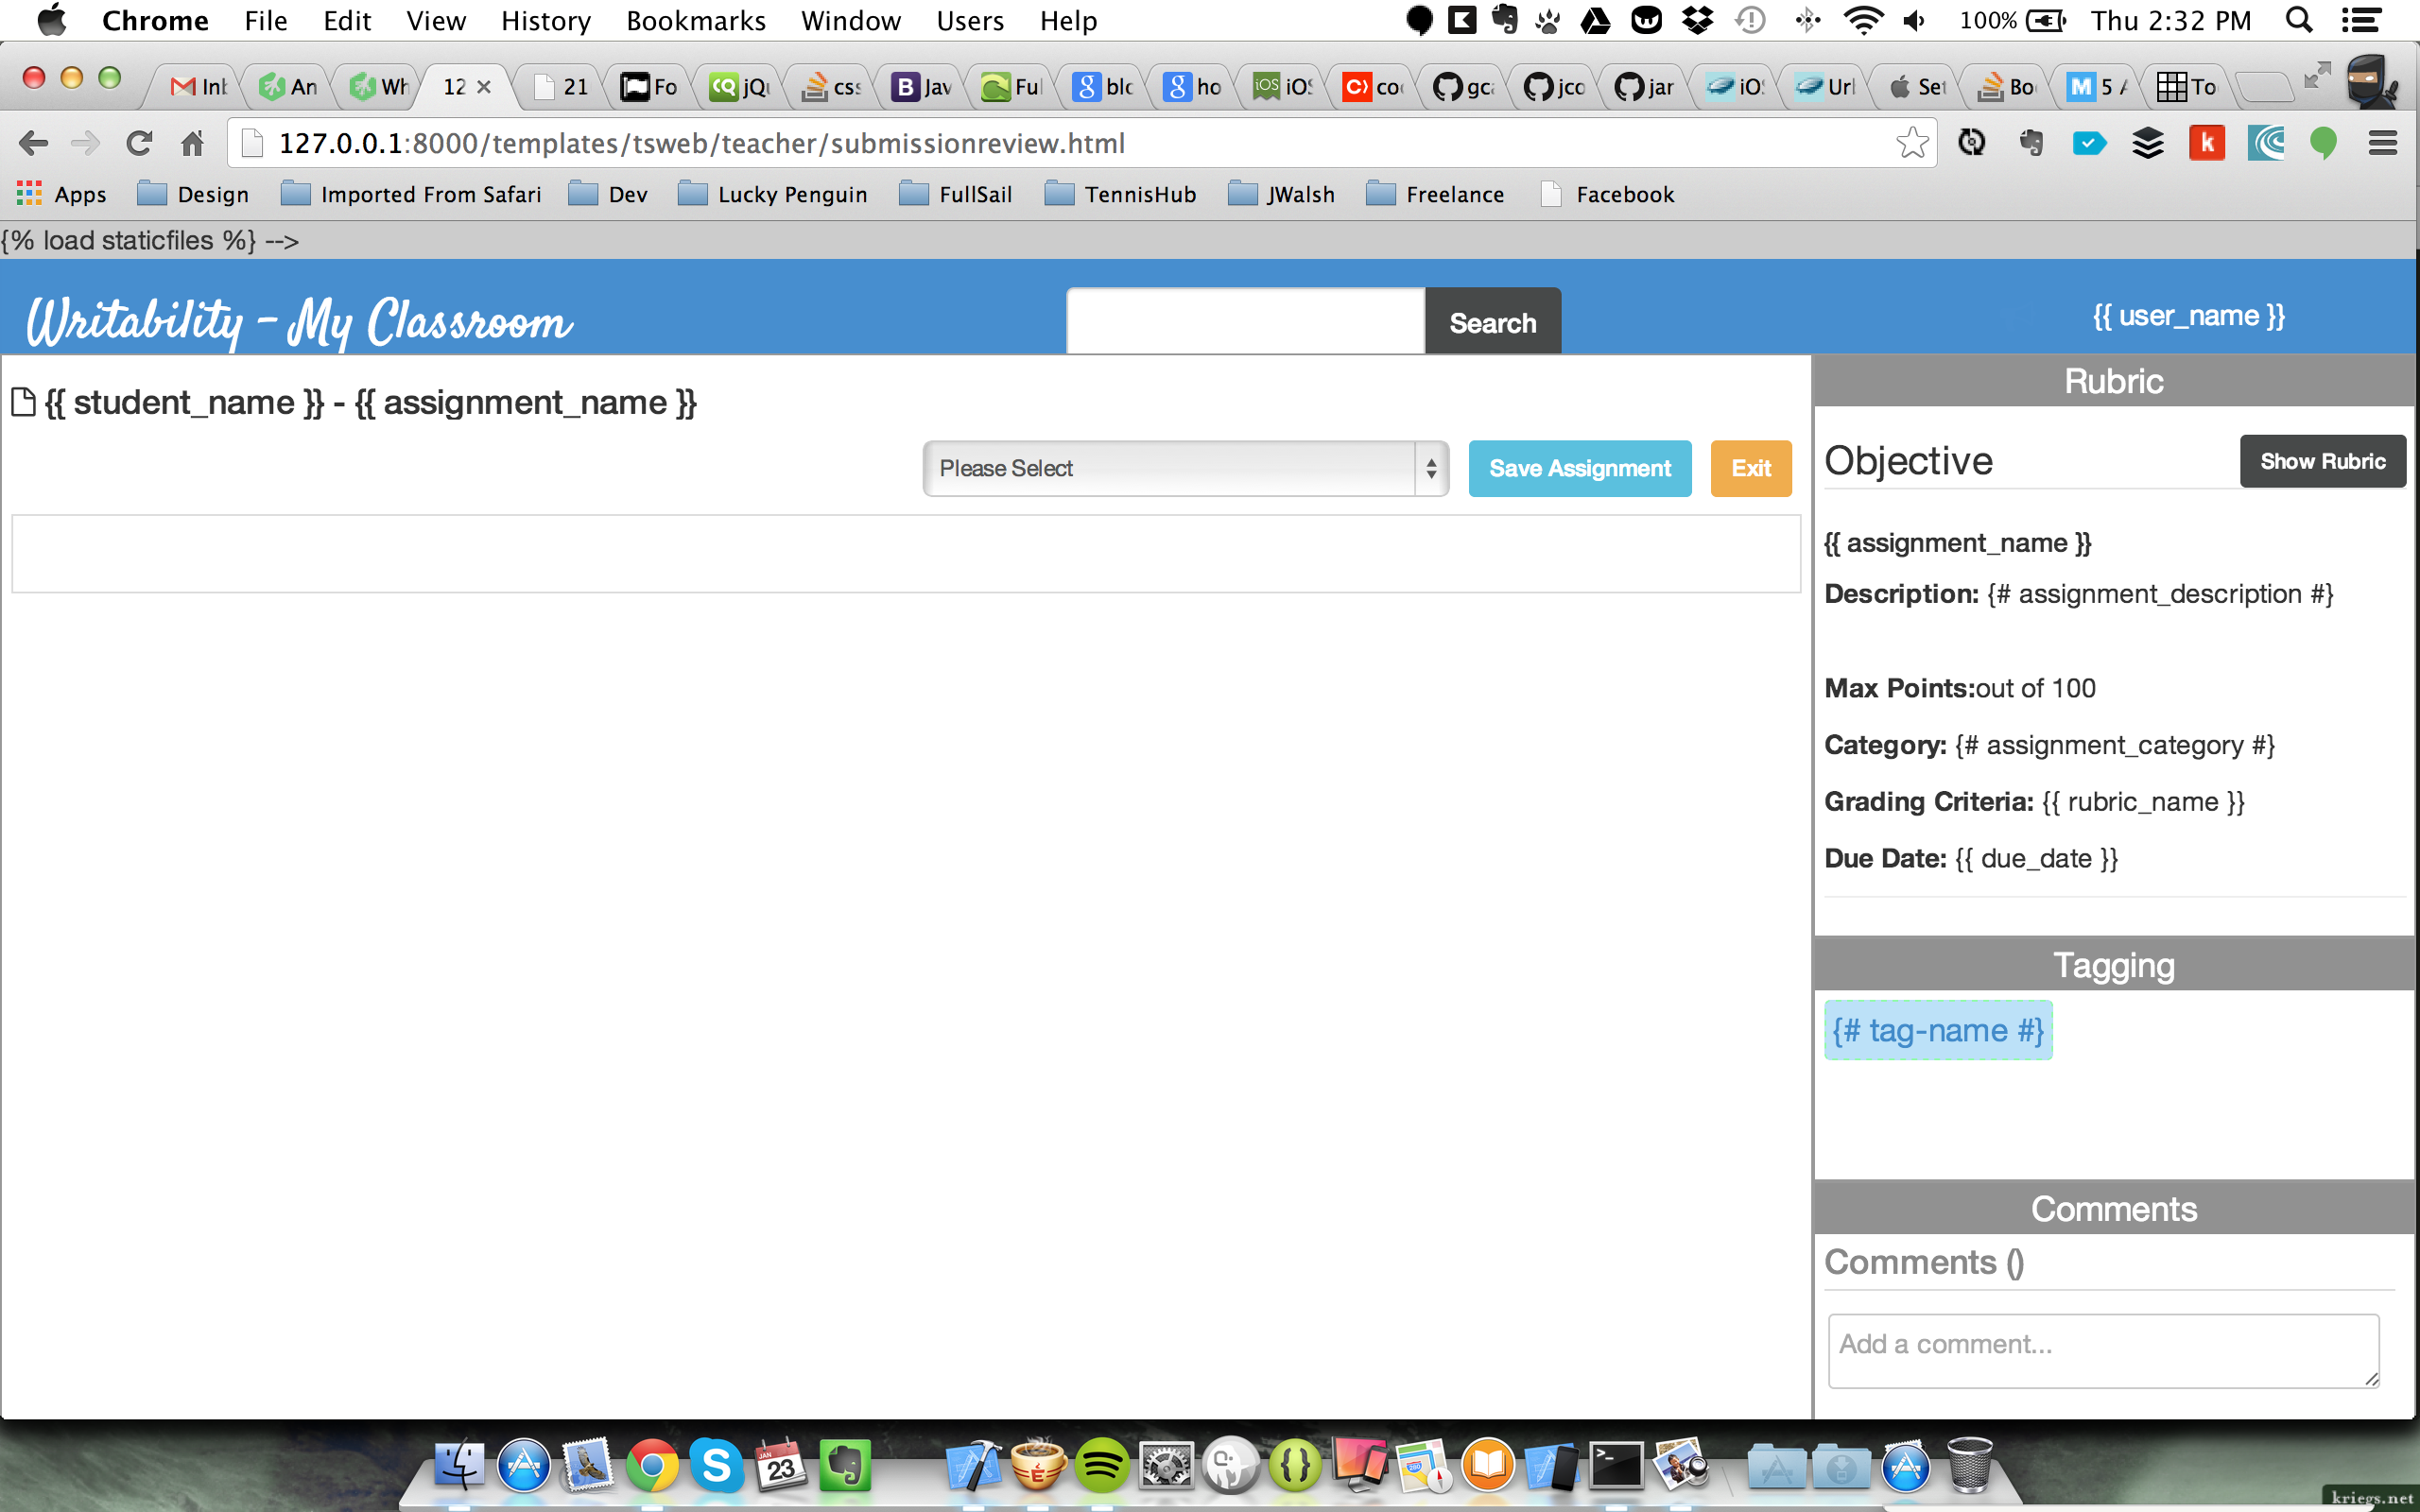 Chrome File Edit View History Bookmarks Window Users Help 100% Thu 2:32 PM
Inb An Wh 12 21 Fo jQu css Jav Ful blo ho iOS iOS co gca jco jar iOS Url Set Bo 5 A To
127.0.0.1:8000/templates/tsweb/teacher/submissionreview.html
Apps Design Imported From Safari Dev Lucky Penguin FullSail TennisHub JWalsh Freelance Facebook
{% load staticfiles %} -->
Writability - My Classroom Search {{ user_name }}
{{ student_name }} - {{ assignment_name }}
Please Select Save Assignment Exit
Rubric
Objective Show Rubric
{{ assignment_name }}
Description: {# assignment_description #}
Max Points:out of 100
Category: {# assignment_category #}
Grading Criteria: {{ rubric_name }}
Due Date: {{ due_date }}
Tagging
{# tag-name #}
Comments
Comments ()
Add a comment...
JAN 23
kriegs.net